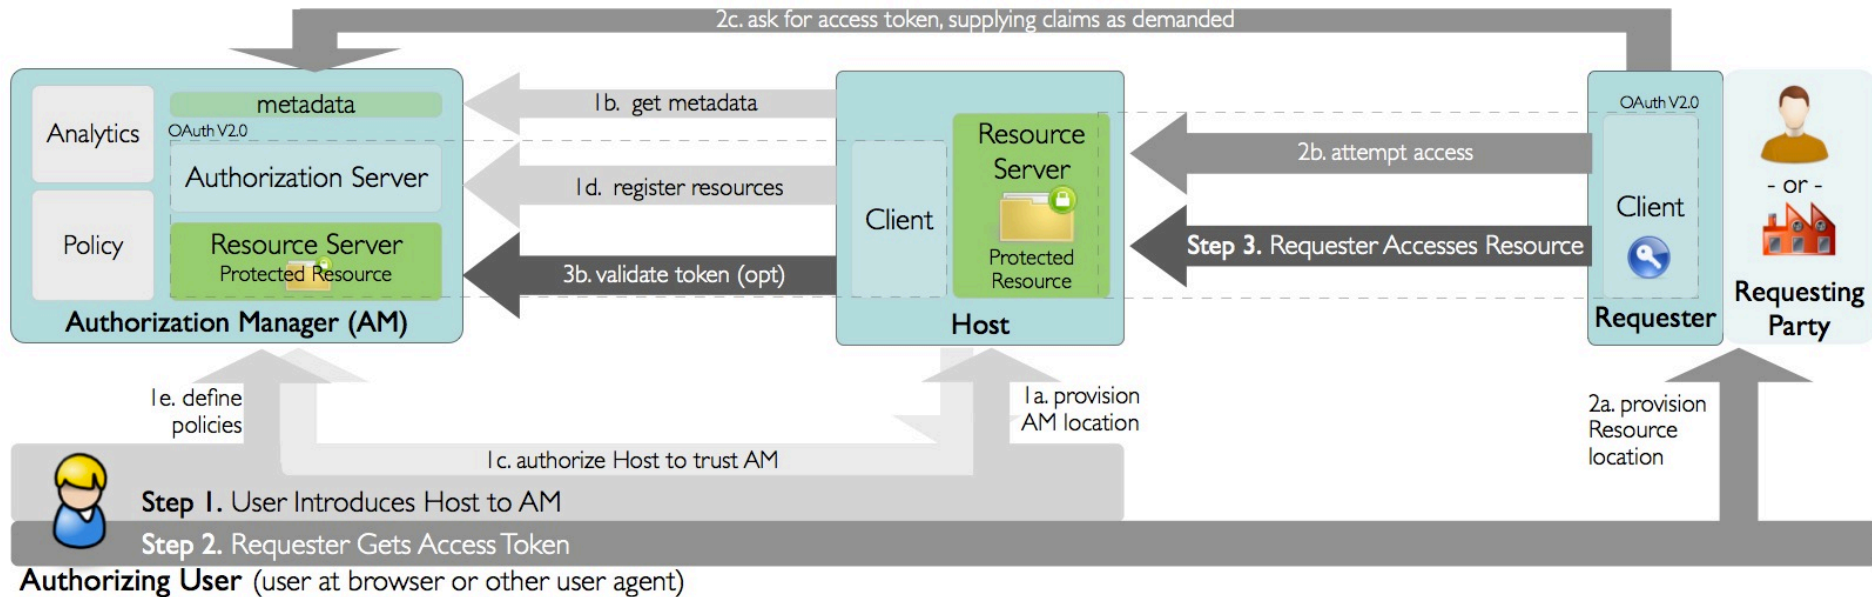 2c. ask for access token, supplying claims as demanded
Analytics
Policy
metadata
OAuth V2.0
Authorization Server
Resource Server
Protected Resource
Authorization Manager (AM)
1b. get metadata
1d. register resources
3b. validate token (opt)
Client
Resource
Server
Protected
Resource
Host
2b. attempt access
Step 3. Requester Accesses Resource
OAuth V2.0
Client
Requester
- or -
Requesting
Party
1e. define
policies
1c. authorize Host to trust AM
1a. provision
AM location
2a. provision
Resource
location
Step 1. User Introduces Host to AM
Step 2. Requester Gets Access Token
Authorizing User (user at browser or other user agent)